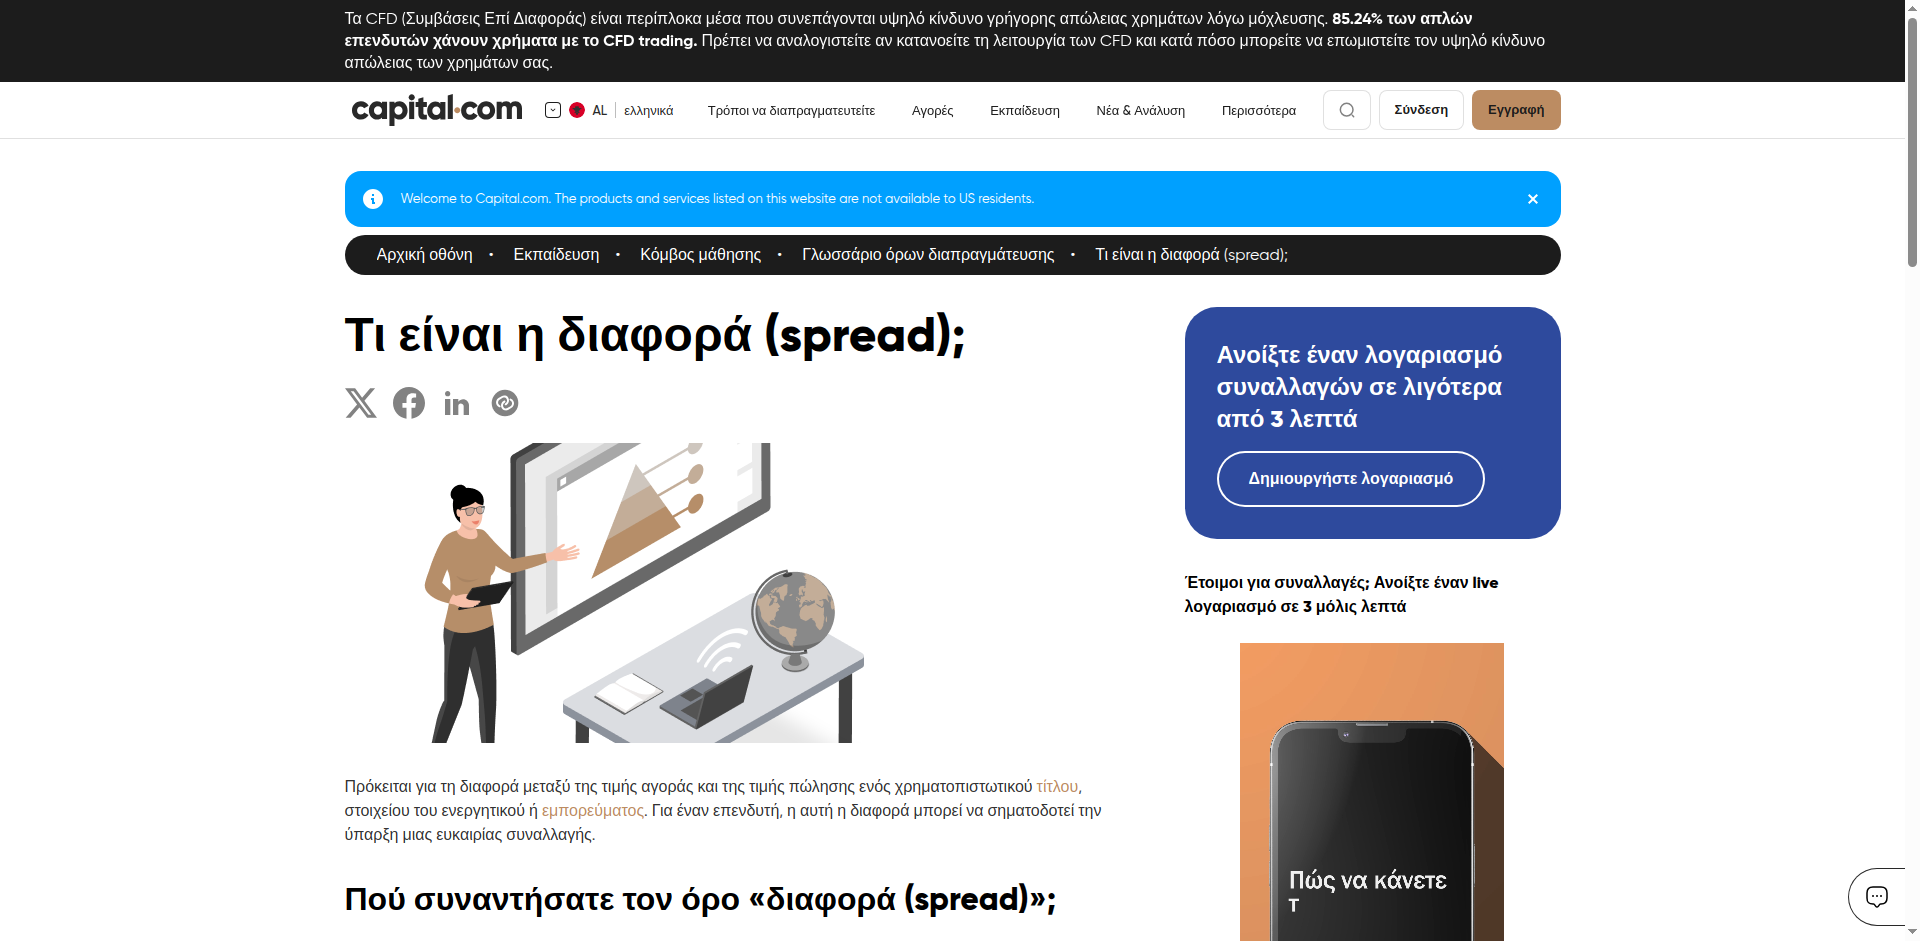 Τα CFD (Συμβάσεις Επί Διαφοράς) είναι περίπλοκα μέσα που συνεπάγονται υψηλό κίνδυνο γρήγορης απώλειας χρημάτων λόγω μόχλευσης. 85.24% των απλών
επενδυτών χάνουν χρήματα με το CFD trading. Πρέπει να αναλογιστείτε αν κατανοείτε τη λειτουργία των CFD και κατά πόσο μπορείτε να επωμιστείτε τον υψηλό κίνδυνο
απώλειας των χρημάτων σας.
capital.com
AL | ελληνικά
Τρόποι να διαπραγματευτείτε
Αγορές
Εκπαίδευση
Νέα & Ανάλυση
Περισσότερα
Σύνδεση
Εγγραφή
Welcome to Capital.com. The products and services listed on this website are not available to US residents.
Αρχική οθόνη • Εκπαίδευση • Κόμβος μάθησης • Γλωσσάριο όρων διαπραγμάτευσης • Τι είναι η διαφορά (spread);
Τι είναι η διαφορά (spread);
Πρόκειται για τη διαφορά μεταξύ της τιμής αγοράς και της τιμής πώλησης ενός χρηματοπιστωτικού τίτλου,
στοιχείου του ενεργητικού ή εμπορεύματος. Για έναν επενδυτή, η αυτή η διαφορά μπορεί να σηματοδοτεί την
ύπαρξη μιας ευκαιρίας συναλλαγής.
Πού συναντήσατε τον όρο «διαφορά (spread)»;
Ανοίξτε έναν λογαριασμό
συναλλαγών σε λιγότερα
από 3 λεπτά
Δημιουργήστε λογαριασμό
Έτοιμοι για συναλλαγές; Ανοίξτε έναν live
λογαριασμό σε 3 μόλις λεπτά
Πώς να κάνετε
τ